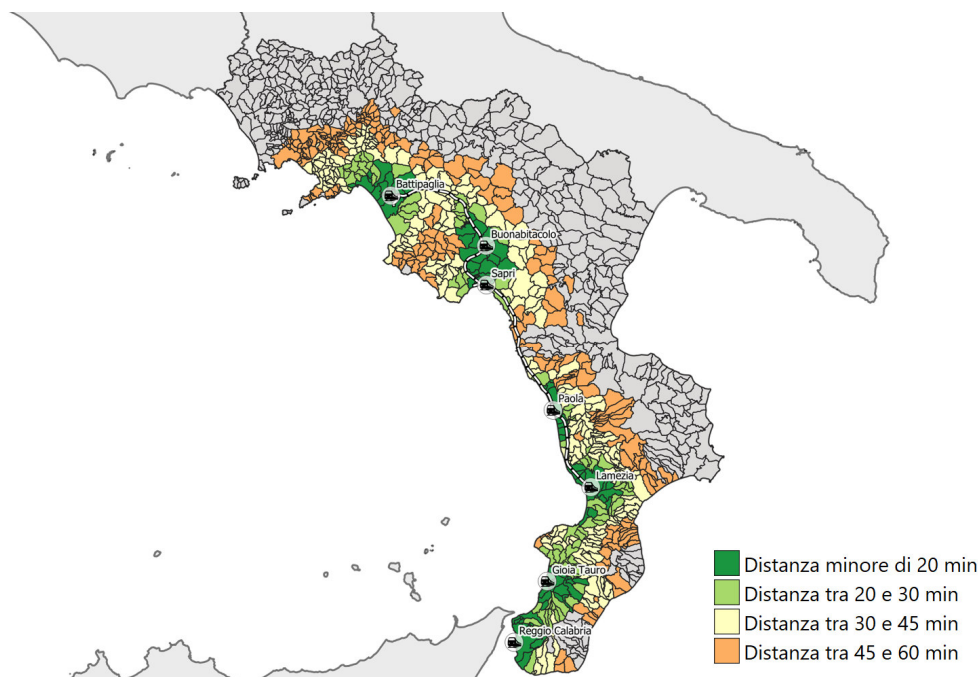 Battipaglia
Buonabitacolo
Sapri
Paola
Lamezia
Gioia Tauro
Reggio Calabria
Distanza minore di 20 min
Distanza tra 20 e 30 min
Distanza tra 30 e 45 min
Distanza tra 45 e 60 min